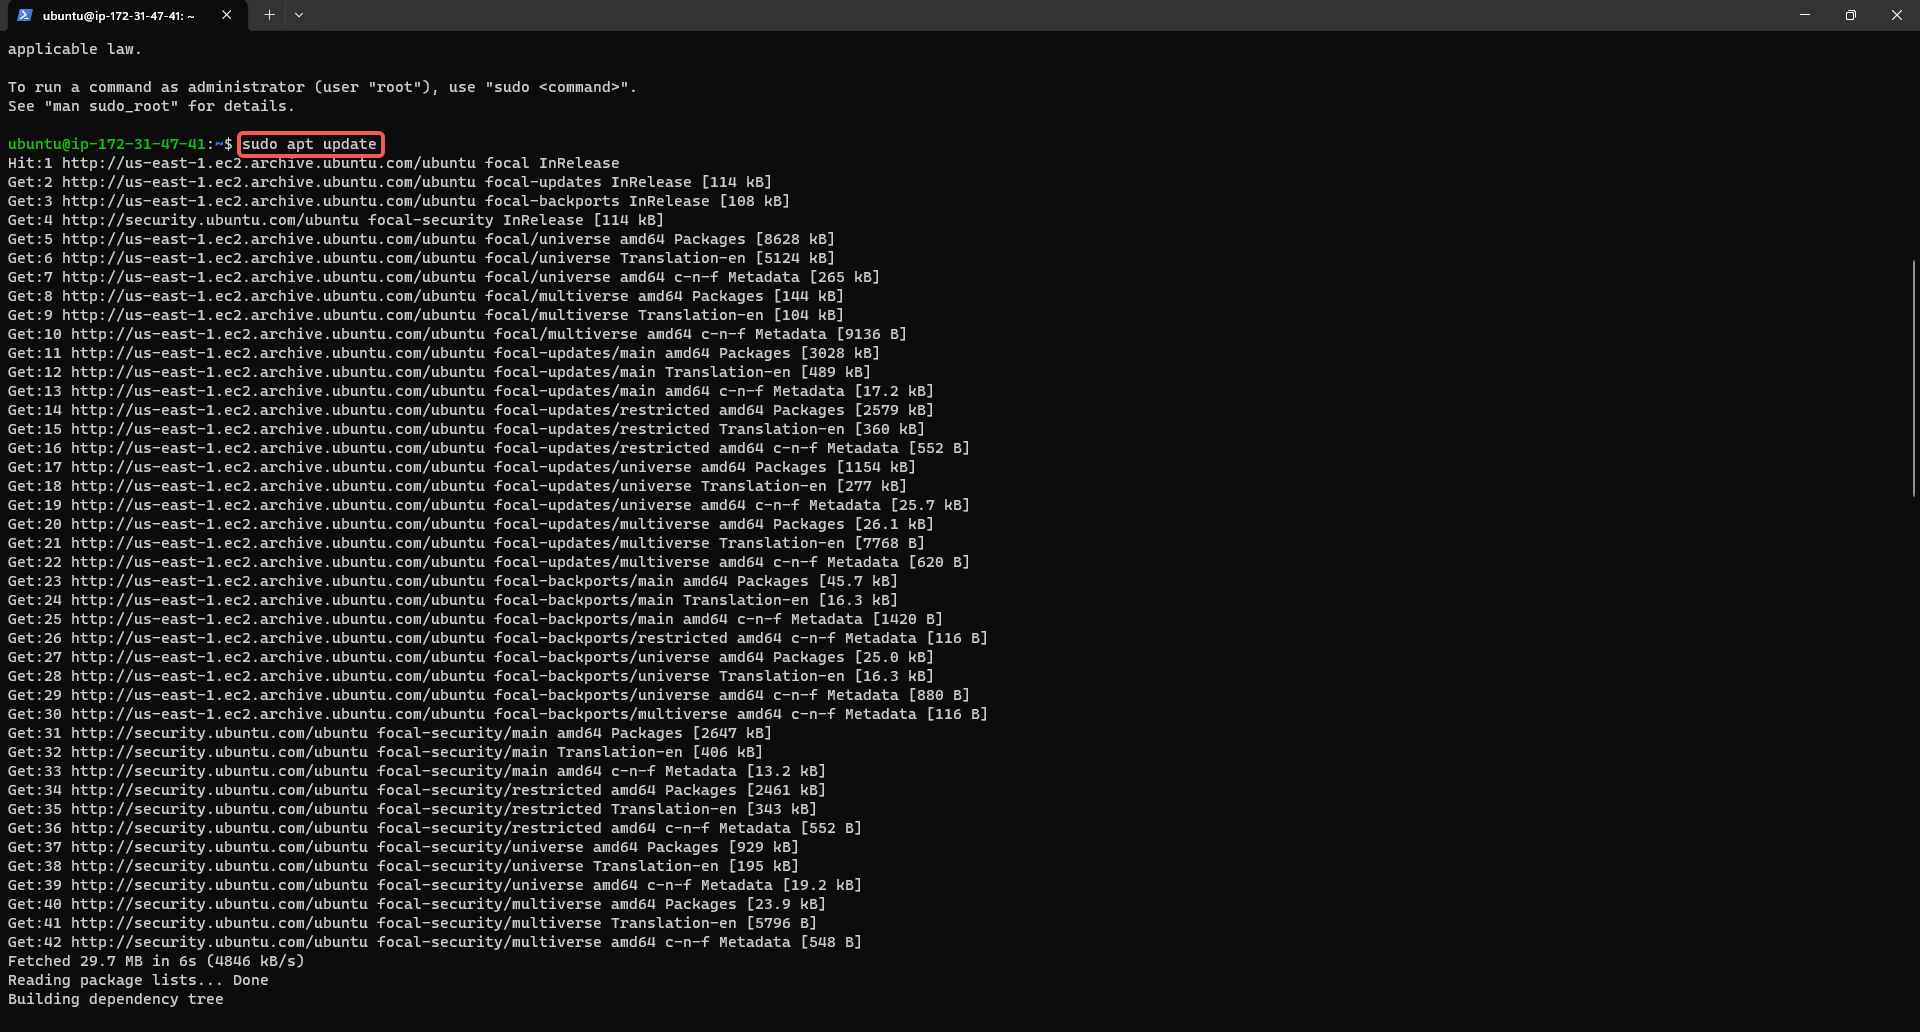 ubuntu@ip-172-31-47-41: ~
applicable law.
To run a command as administrator (user "root"), use "sudo <command>".
See "man sudo_root" for details.
ubuntu@ip-172-31-47-41:~$ sudo apt update
Hit:1 http://us-east-1.ec2.archive.ubuntu.com/ubuntu focal InRelease
Get:2 http://us-east-1.ec2.archive.ubuntu.com/ubuntu focal-updates InRelease [114 kB]
Get:3 http://us-east-1.ec2.archive.ubuntu.com/ubuntu focal-backports InRelease [108 kB]
Get:4 http://security.ubuntu.com/ubuntu focal-security InRelease [114 kB]
Get:5 http://us-east-1.ec2.archive.ubuntu.com/ubuntu focal/universe amd64 Packages [8628 kB]
Get:6 http://us-east-1.ec2.archive.ubuntu.com/ubuntu focal/universe Translation-en [5124 kB]
Get:7 http://us-east-1.ec2.archive.ubuntu.com/ubuntu focal/universe amd64 c-n-f Metadata [265 kB]
Get:8 http://us-east-1.ec2.archive.ubuntu.com/ubuntu focal/multiverse amd64 Packages [144 kB]
Get:9 http://us-east-1.ec2.archive.ubuntu.com/ubuntu focal/multiverse Translation-en [104 kB]
Get:10 http://us-east-1.ec2.archive.ubuntu.com/ubuntu focal/multiverse amd64 c-n-f Metadata [9136 B]
Get:11 http://us-east-1.ec2.archive.ubuntu.com/ubuntu focal-updates/main amd64 Packages [3028 kB]
Get:12 http://us-east-1.ec2.archive.ubuntu.com/ubuntu focal-updates/main Translation-en [489 kB]
Get:13 http://us-east-1.ec2.archive.ubuntu.com/ubuntu focal-updates/main amd64 c-n-f Metadata [17.2 kB]
Get:14 http://us-east-1.ec2.archive.ubuntu.com/ubuntu focal-updates/restricted amd64 Packages [2579 kB]
Get:15 http://us-east-1.ec2.archive.ubuntu.com/ubuntu focal-updates/restricted Translation-en [360 kB]
Get:16 http://us-east-1.ec2.archive.ubuntu.com/ubuntu focal-updates/restricted amd64 c-n-f Metadata [552 B]
Get:17 http://us-east-1.ec2.archive.ubuntu.com/ubuntu focal-updates/universe amd64 Packages [1154 kB]
Get:18 http://us-east-1.ec2.archive.ubuntu.com/ubuntu focal-updates/universe Translation-en [277 kB]
Get:19 http://us-east-1.ec2.archive.ubuntu.com/ubuntu focal-updates/universe amd64 c-n-f Metadata [25.7 kB]
Get:20 http://us-east-1.ec2.archive.ubuntu.com/ubuntu focal-updates/multiverse amd64 Packages [26.1 kB]
Get:21 http://us-east-1.ec2.archive.ubuntu.com/ubuntu focal-updates/multiverse Translation-en [7768 B]
Get:22 http://us-east-1.ec2.archive.ubuntu.com/ubuntu focal-updates/multiverse amd64 c-n-f Metadata [620 B]
Get:23 http://us-east-1.ec2.archive.ubuntu.com/ubuntu focal-backports/main amd64 Packages [45.7 kB]
Get:24 http://us-east-1.ec2.archive.ubuntu.com/ubuntu focal-backports/main Translation-en [16.3 kB]
Get:25 http://us-east-1.ec2.archive.ubuntu.com/ubuntu focal-backports/main amd64 c-n-f Metadata [1420 B]
Get:26 http://us-east-1.ec2.archive.ubuntu.com/ubuntu focal-backports/restricted amd64 c-n-f Metadata [116 B]
Get:27 http://us-east-1.ec2.archive.ubuntu.com/ubuntu focal-backports/universe amd64 Packages [25.0 kB]
Get:28 http://us-east-1.ec2.archive.ubuntu.com/ubuntu focal-backports/universe Translation-en [16.3 kB]
Get:29 http://us-east-1.ec2.archive.ubuntu.com/ubuntu focal-backports/universe amd64 c-n-f Metadata [880 B]
Get:30 http://us-east-1.ec2.archive.ubuntu.com/ubuntu focal-backports/multiverse amd64 c-n-f Metadata [116 B]
Get:31 http://security.ubuntu.com/ubuntu focal-security/main amd64 Packages [2647 kB]
Get:32 http://security.ubuntu.com/ubuntu focal-security/main Translation-en [406 kB]
Get:33 http://security.ubuntu.com/ubuntu focal-security/main amd64 c-n-f Metadata [13.2 kB]
Get:34 http://security.ubuntu.com/ubuntu focal-security/restricted amd64 Packages [2461 kB]
Get:35 http://security.ubuntu.com/ubuntu focal-security/restricted Translation-en [343 kB]
Get:36 http://security.ubuntu.com/ubuntu focal-security/restricted amd64 c-n-f Metadata [552 B]
Get:37 http://security.ubuntu.com/ubuntu focal-security/universe amd64 Packages [929 kB]
Get:38 http://security.ubuntu.com/ubuntu focal-security/universe Translation-en [195 kB]
Get:39 http://security.ubuntu.com/ubuntu focal-security/universe amd64 c-n-f Metadata [19.2 kB]
Get:40 http://security.ubuntu.com/ubuntu focal-security/multiverse amd64 Packages [23.9 kB]
Get:41 http://security.ubuntu.com/ubuntu focal-security/multiverse Translation-en [5796 B]
Get:42 http://security.ubuntu.com/ubuntu focal-security/multiverse amd64 c-n-f Metadata [548 B]
Fetched 29.7 MB in 6s (4846 kB/s)
Reading package lists... Done
Building dependency tree